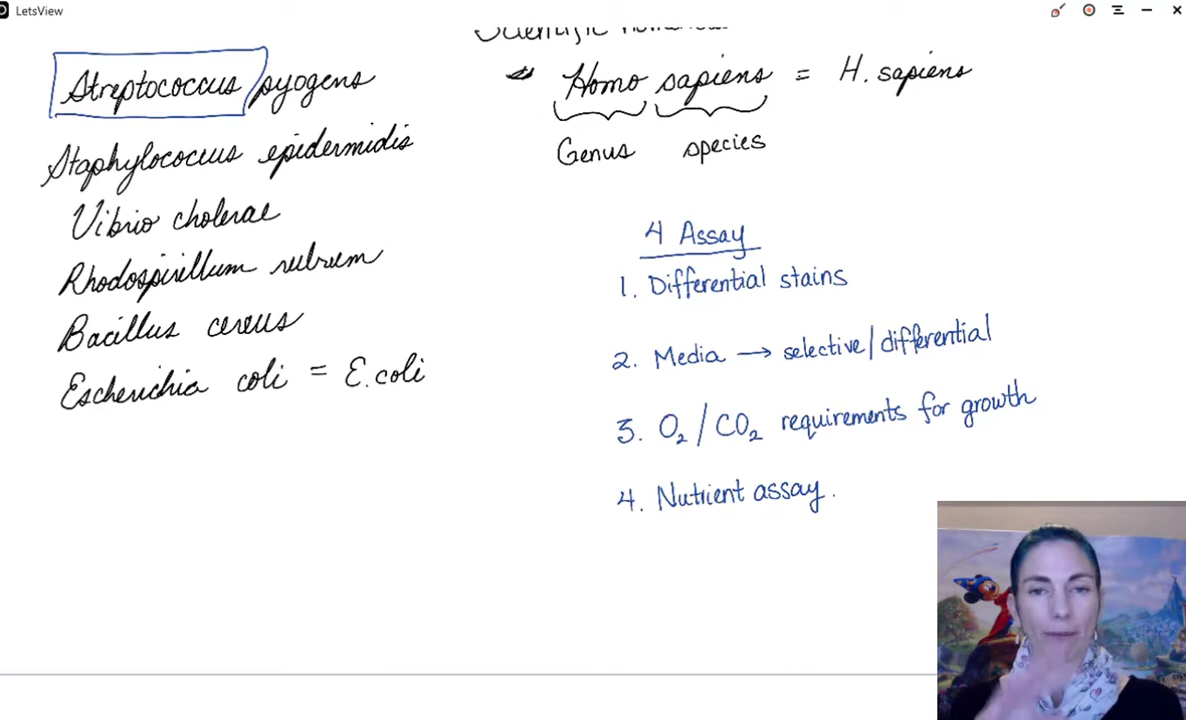 LetsView
Streptococcus pyogens
Staphylococcus epidermidis
Vibrio cholerae
Rhodospirillum rubrum
Bacillus cereus
Escherichia coli = E. coli
Scientific
Homo sapiens = H. sapiens
Genus species
4 Assay
1. Differential stains
2. Media → selective/differential
3. O₂/CO₂ requirements for growth
4. Nutrient assay.